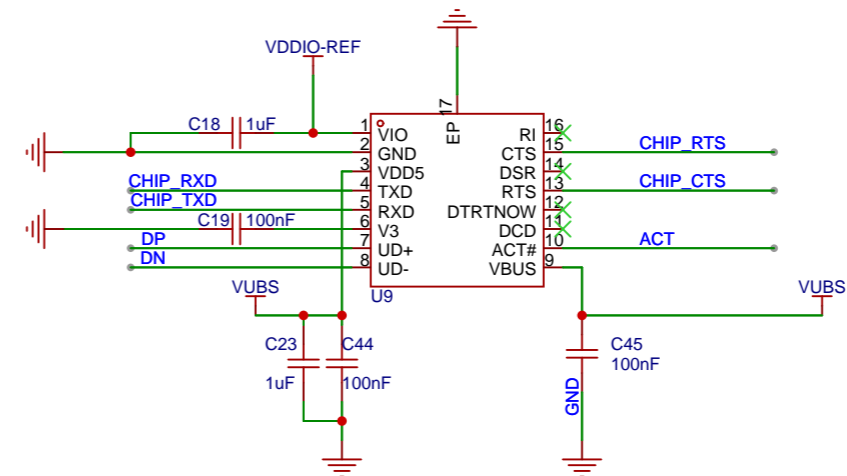 VDDIO-REF
C18 1uF
17
EP
1 VIO
2 GND
3 VDD5
4 TXD
5 RXD
6 V3
7 UD+
8 UD-
RI 16
CTS 15
DSR 14
RTS 13
DTRTNOW 12
DCD 11
ACT# 10
VBUS 9
CHIP_RXD
CHIP_TXD
C19 100nF
DP
DN
CHIP_RTS
CHIP_CTS
ACT
U9
VUBS
VUBS
C23
1uF
C44
100nF
C45
100nF
GND